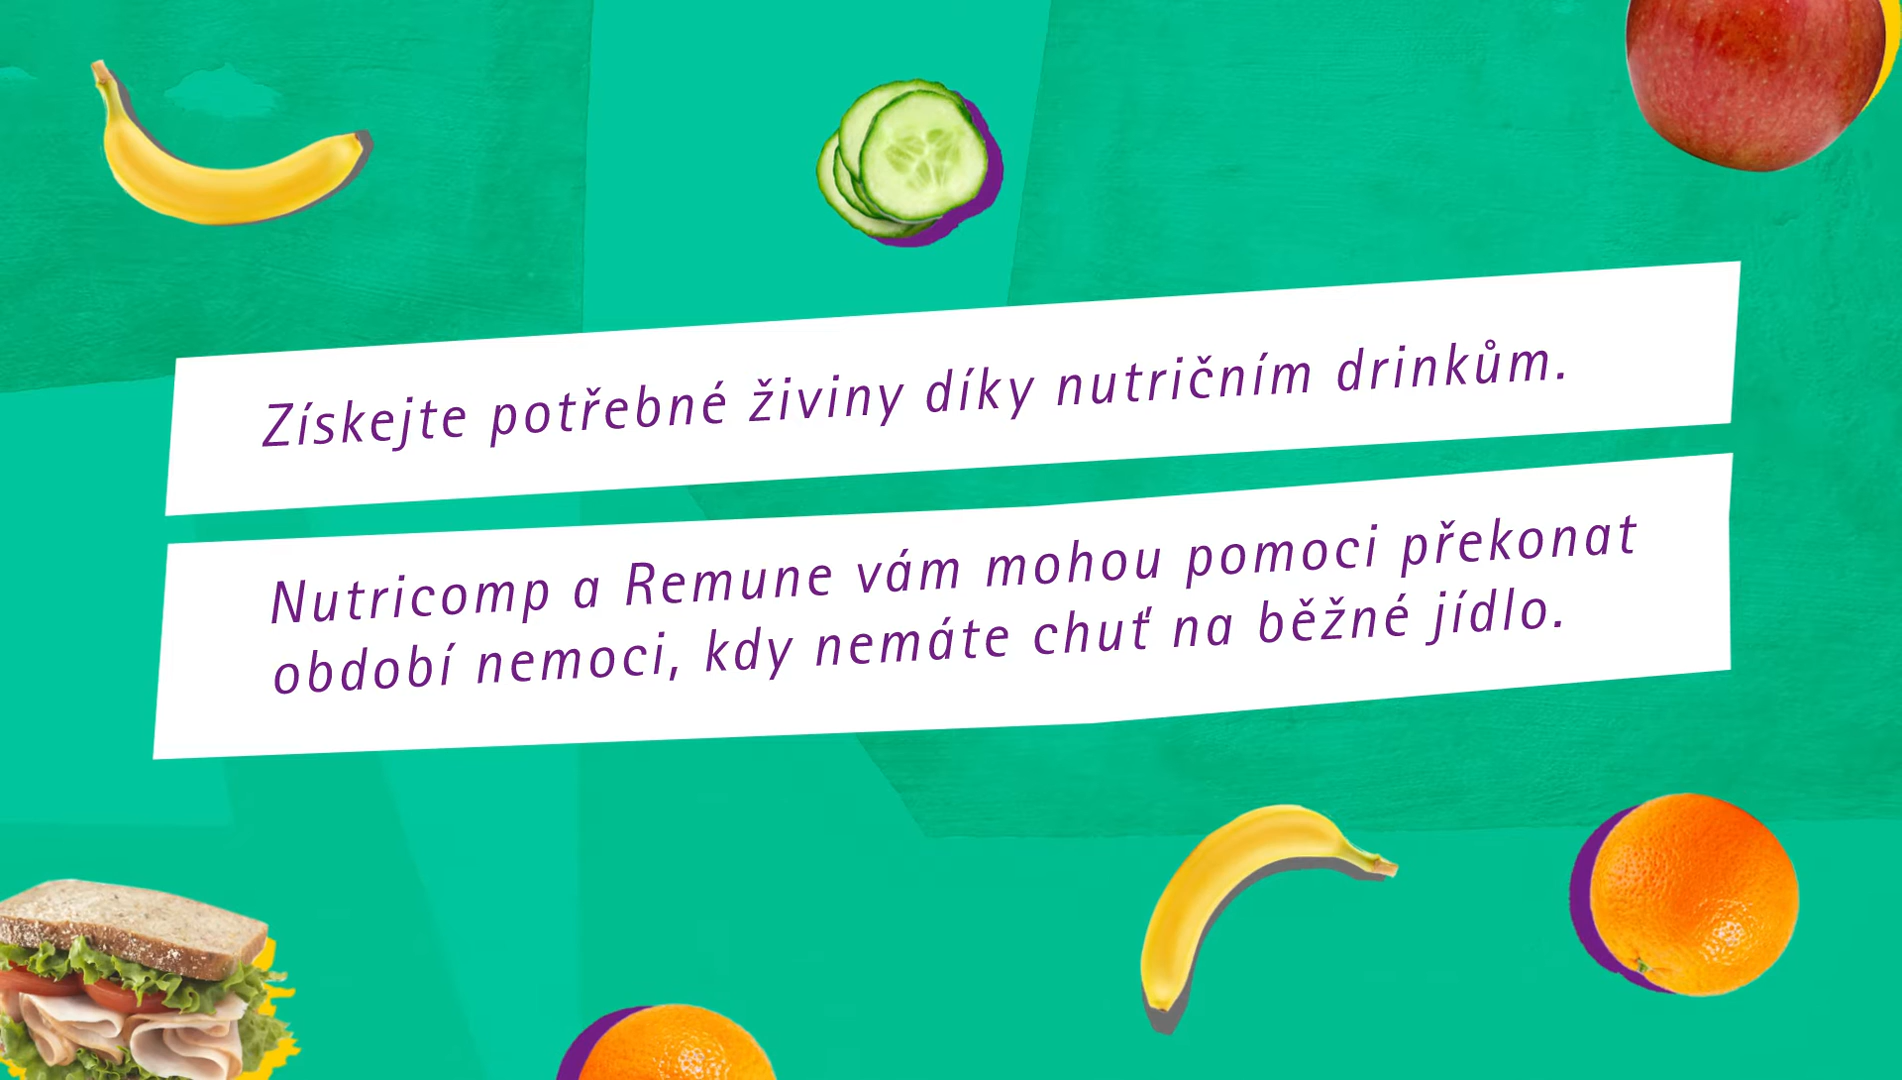 Získejte potřebné živiny díky nutričním drinkům.
Nutricomp a Remune vám mohou pomoci překonat
období nemoci, kdy nemáte chuť na běžné jídlo.